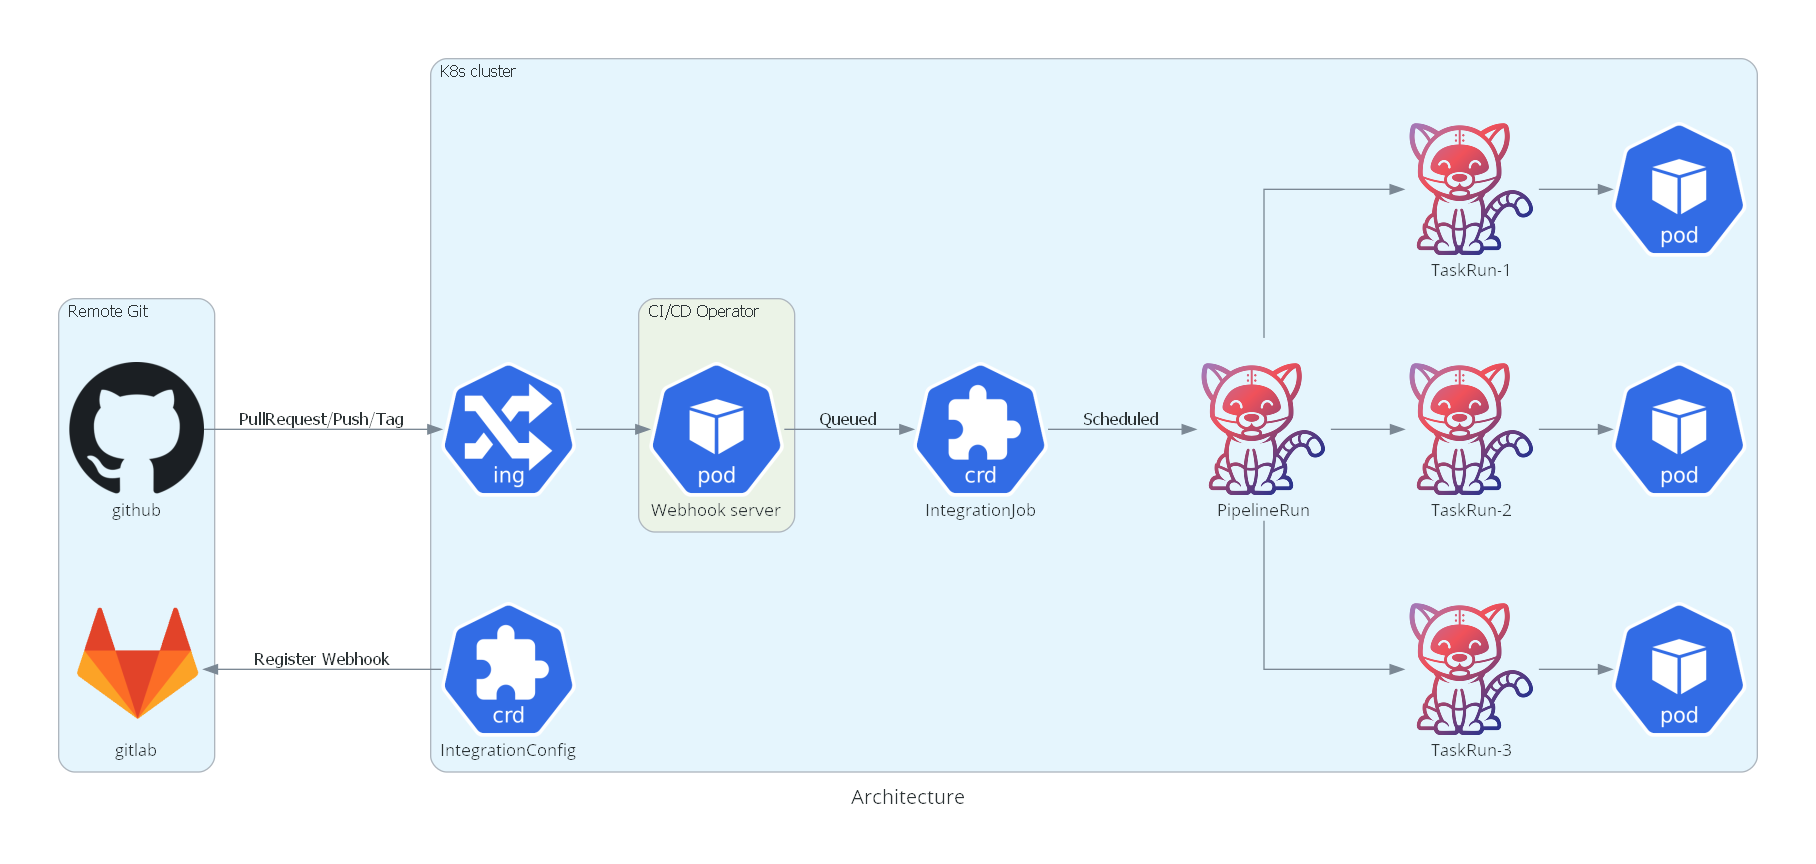 K8s cluster
pod
TaskRun-1
Remote Git
CI/CD Operator
PullRequest/Push/Tag
Queued
Scheduled
ing
pod
crd
pod
github
Webhook server
IntegrationJob
PipelineRun
TaskRun-2
Register Webhook
crd
pod
gitlab
IntegrationConfig
TaskRun-3
Architecture